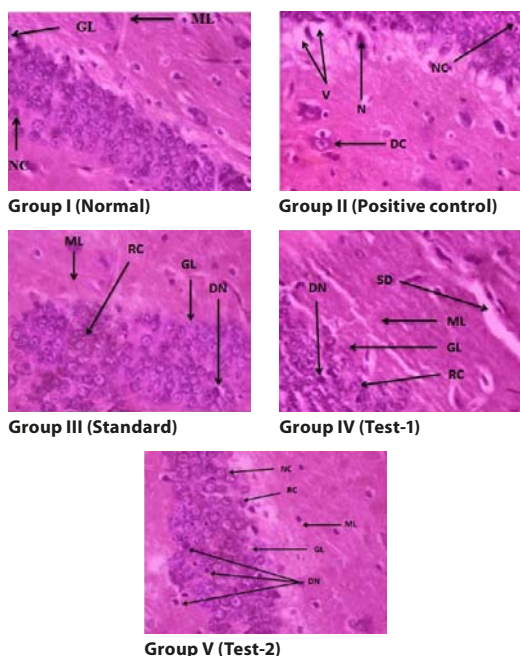 GL
ML
NC
Group I (Normal)
V
N
NC
DC
Group II (Positive control)
ML
RC
GL
DN
Group III (Standard)
DN
SD
ML
GL
RC
Group IV (Test-1)
NC
RC
ML
GL
DN
Group V (Test-2)